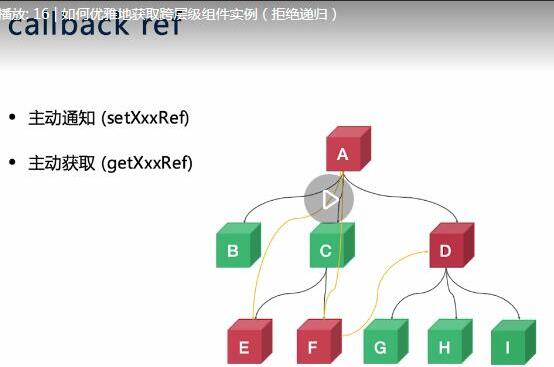 播放: 16 | 如何优雅地获取跨层级组件实例（拒绝递归）
callback ref
• 主动通知 (setXxxRef)
• 主动获取 (getXxxRef)
A
B
C
D
E
F
G
H
I